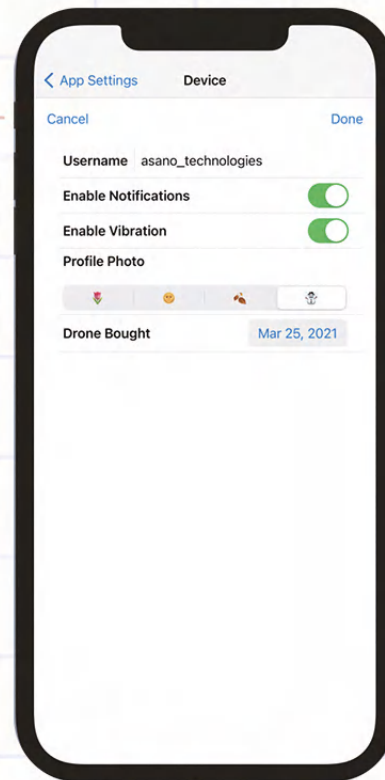 App Settings
Device
Cancel
Done
Username asano_technologies
Enable Notifications
Enable Vibration
Profile Photo
Drone Bought Mar 25, 2021